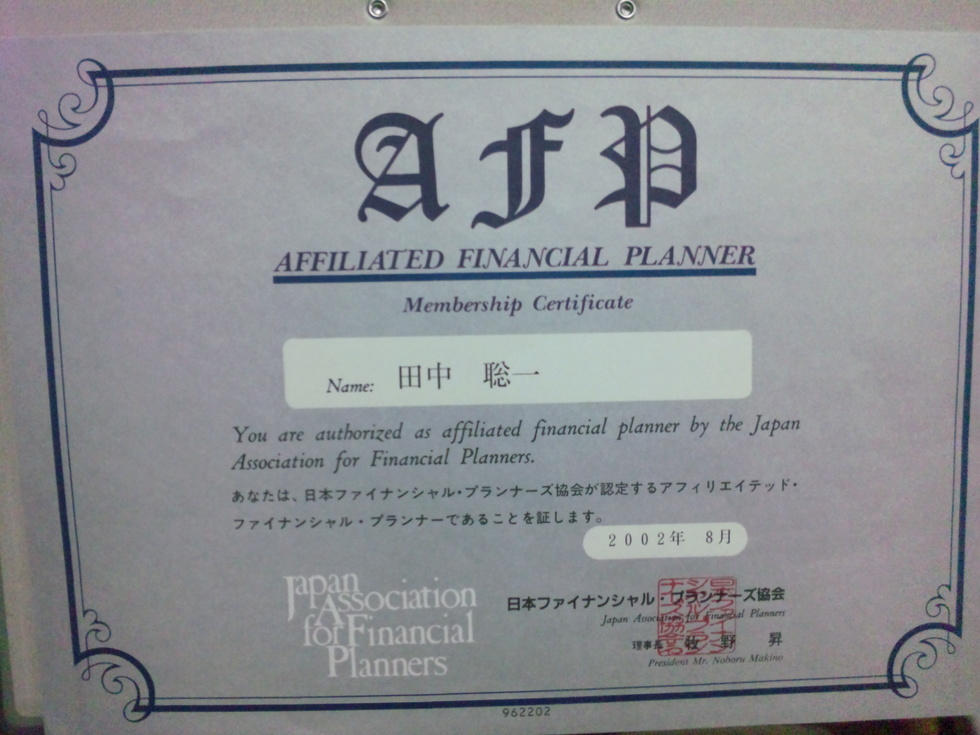 AFP
AFFILIATED FINANCIAL PLANNER
Membership Certificate
Name: 田中 聡一
You are authorized as affiliated financial planner by the Japan
Association for Financial Planners.
あなたは、日本ファイナンシャル・プランナーズ協会が認定するアフィリエイテッド・
ファイナンシャル・プランナーであることを証します。
2002年 8月
Japan
Association
for Financial
Planners
日本ファイナンシャル・プランナーズ協会
Japan Association for Financial Planners
理事長 牧野 昇
President Mr. Noboru Makino
962202